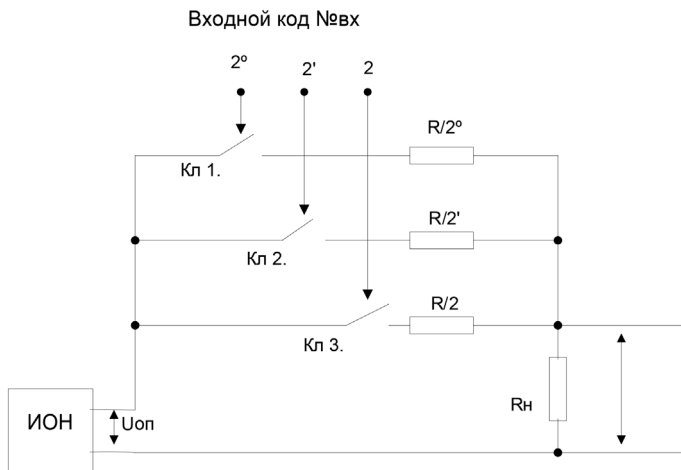 Входной код №вх
2º 2' 2
R/2º
Кл 1.
R/2'
Кл 2.
R/2
Кл 3.
Rн
ИОН Uоп